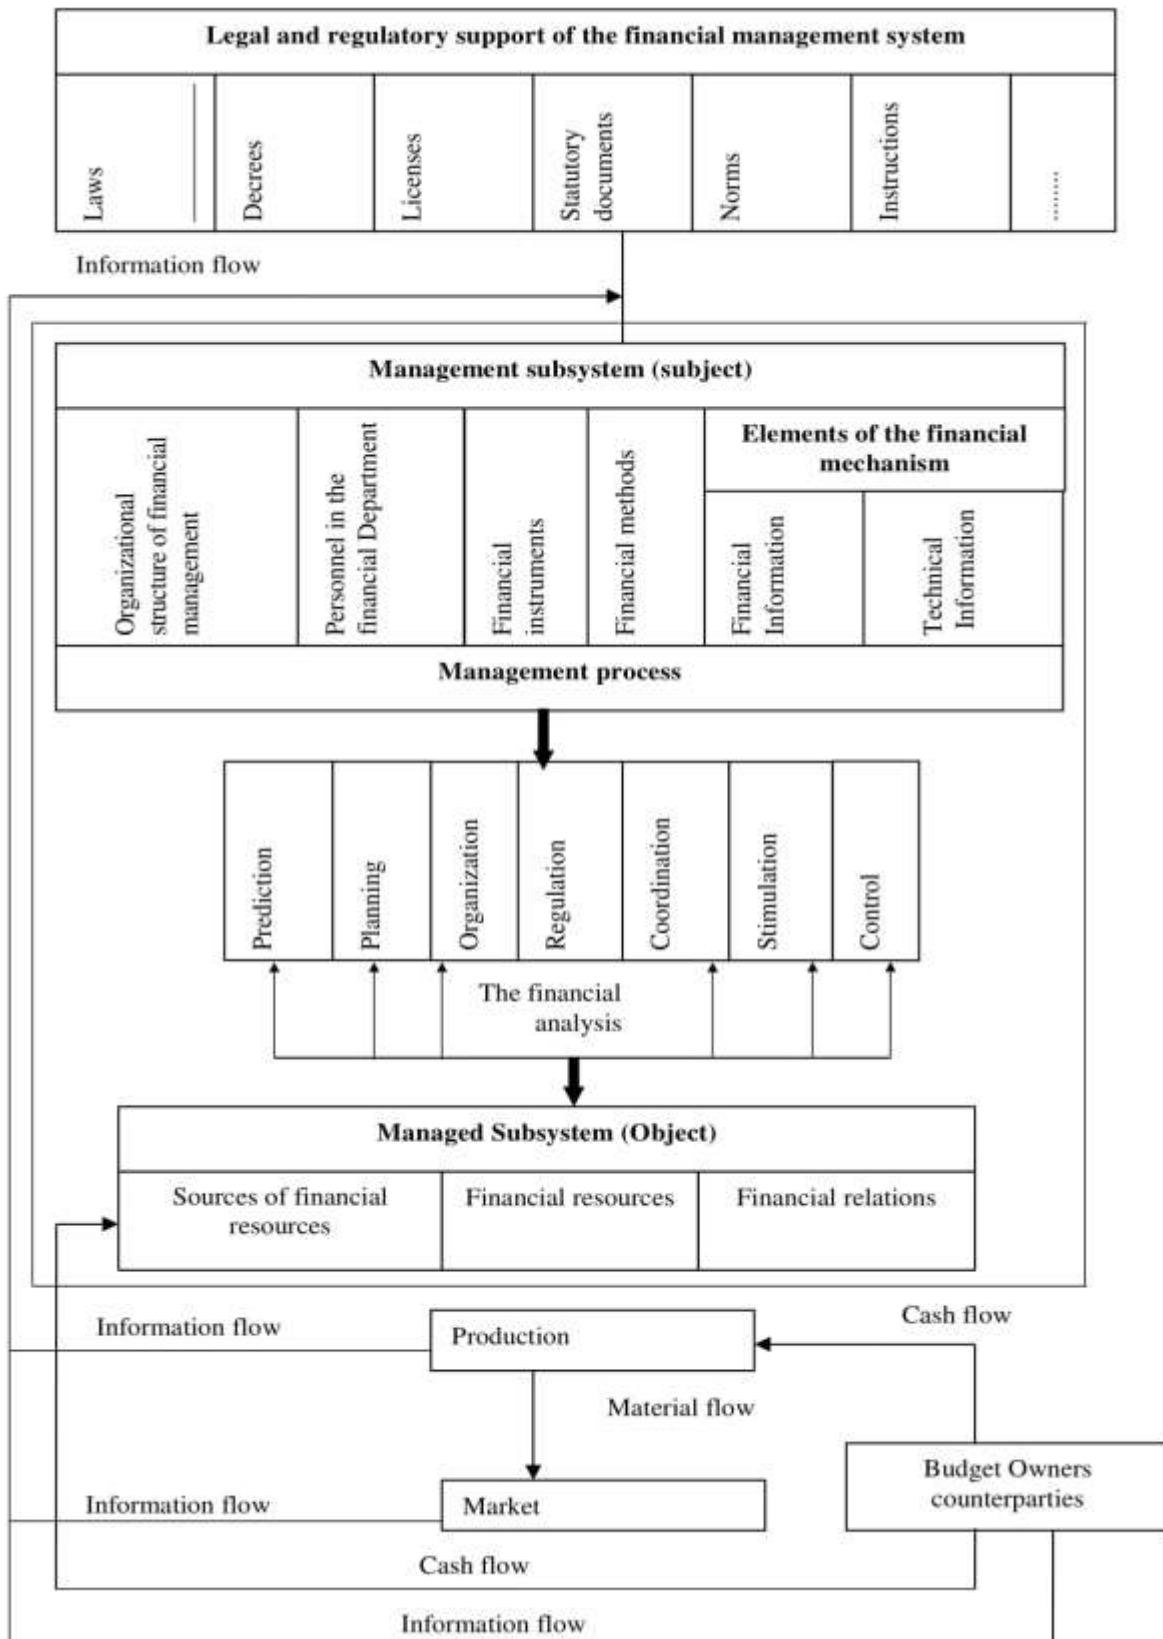 Legal and regulatory support of the financial management system
Laws
Decrees
Licenses
Statutory
documents
Norms
Instructions
........
Information flow
Management subsystem (subject)
Organizational
structure of financial
management
Personnel in the
financial Department
Financial
instruments
Financial methods
Elements of the financial
mechanism
Financial
Information
Technical
Information
Management process
Prediction
Planning
Organization
Regulation
Coordination
Stimulation
Control
The financial
analysis
Managed Subsystem (Object)
Sources of financial
resources
Financial resources
Financial relations
Information flow
Production
Cash flow
Material flow
Budget Owners
counterparties
Information flow
Market
Cash flow
Information flow